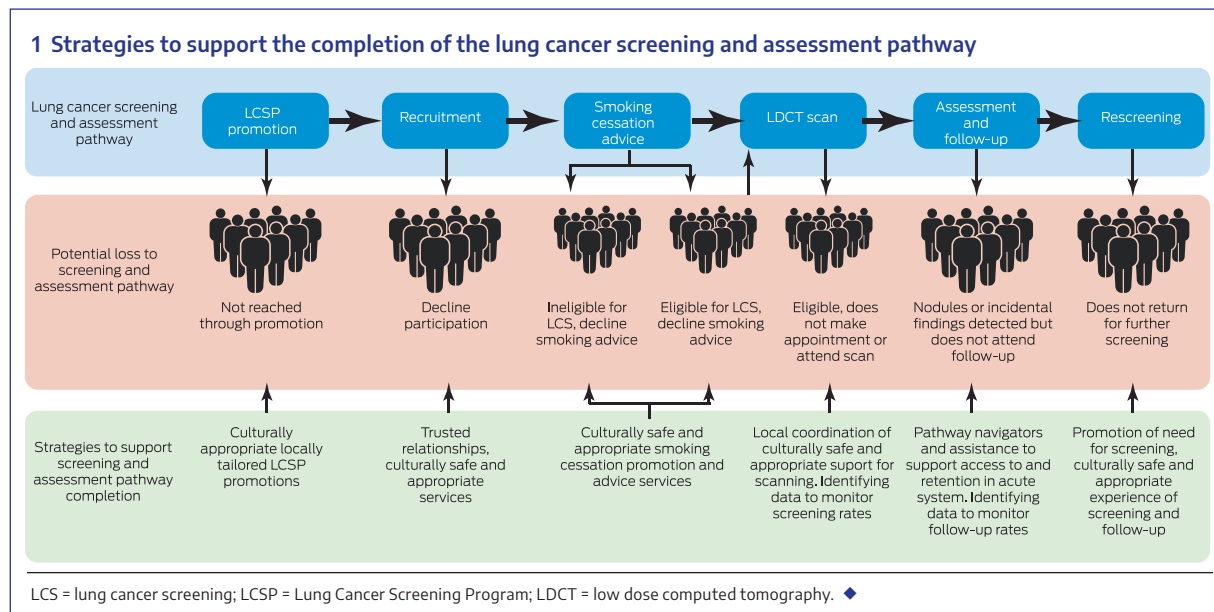 1 Strategies to support the completion of the lung cancer screening and assessment pathway
Lung cancer screening
and assessment
pathway
LCSP
promotion
Recruitment
Smoking
cessation
advice
LDCT scan
Assessment
and
follow-up
Rescreening
Potential loss to
screening and
assessment pathway
Not reached
through promotion
Decline
participation
Ineligible for
LCS, decline
smoking advice
Eligible for LCS,
decline smoking
advice
Eligible, does
not make
appointment or
attend scan
Nodules or incidental
findings detected but
does not attend
follow-up
Does not return
for further
screening
Strategies to support
screening and
assessment pathway
completion
Culturally
appropriate locally
tailored LCSP
promotions
Trusted
relationships,
culturally safe and
appropriate
services
Culturally safe and
appropriate smoking
cessation promotion and
advice services
Local coordination of
culturally safe and
appropriate suport for
scanning. Identifying
data to monitor
screening rates
Pathway navigators
and assistance to
support access to and
retention in acute
system. Identifying
data to monitor
follow-up rates
Promotion of need
for screening,
culturally safe and
appropriate
experience of
screening and
follow-up
LCS = lung cancer screening; LCSP = Lung Cancer Screening Program; LDCT = low dose computed tomography. ◆